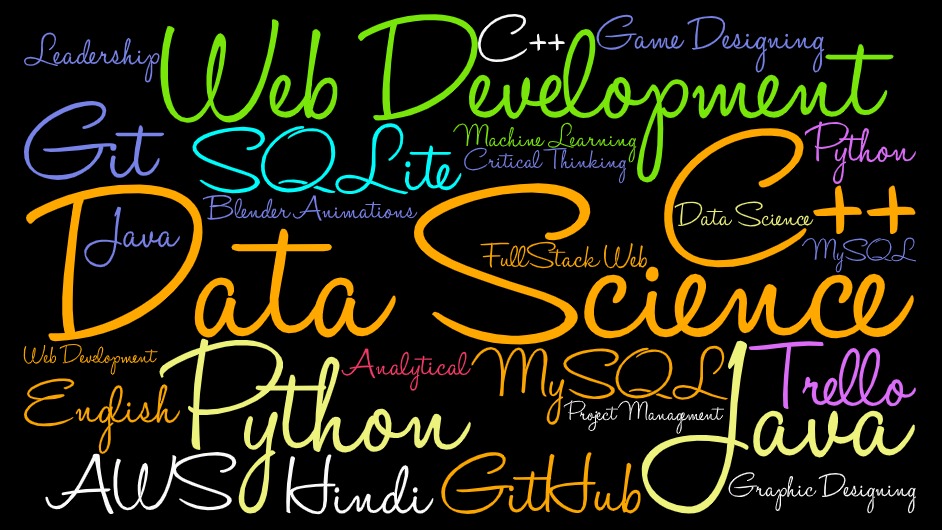 Leadership
Web Development
C++
Game Designing
Git
SQLite
Machine Learning
Critical Thinking
C++
Python
Data Science
Java
Blender Animations
Data Science
FullStack Web
MySQL
Web Development
Python
Analytical
MySQL
Java
Trello
English
Project Managment
AWS
Hindi
GitHub
Graphic Designing